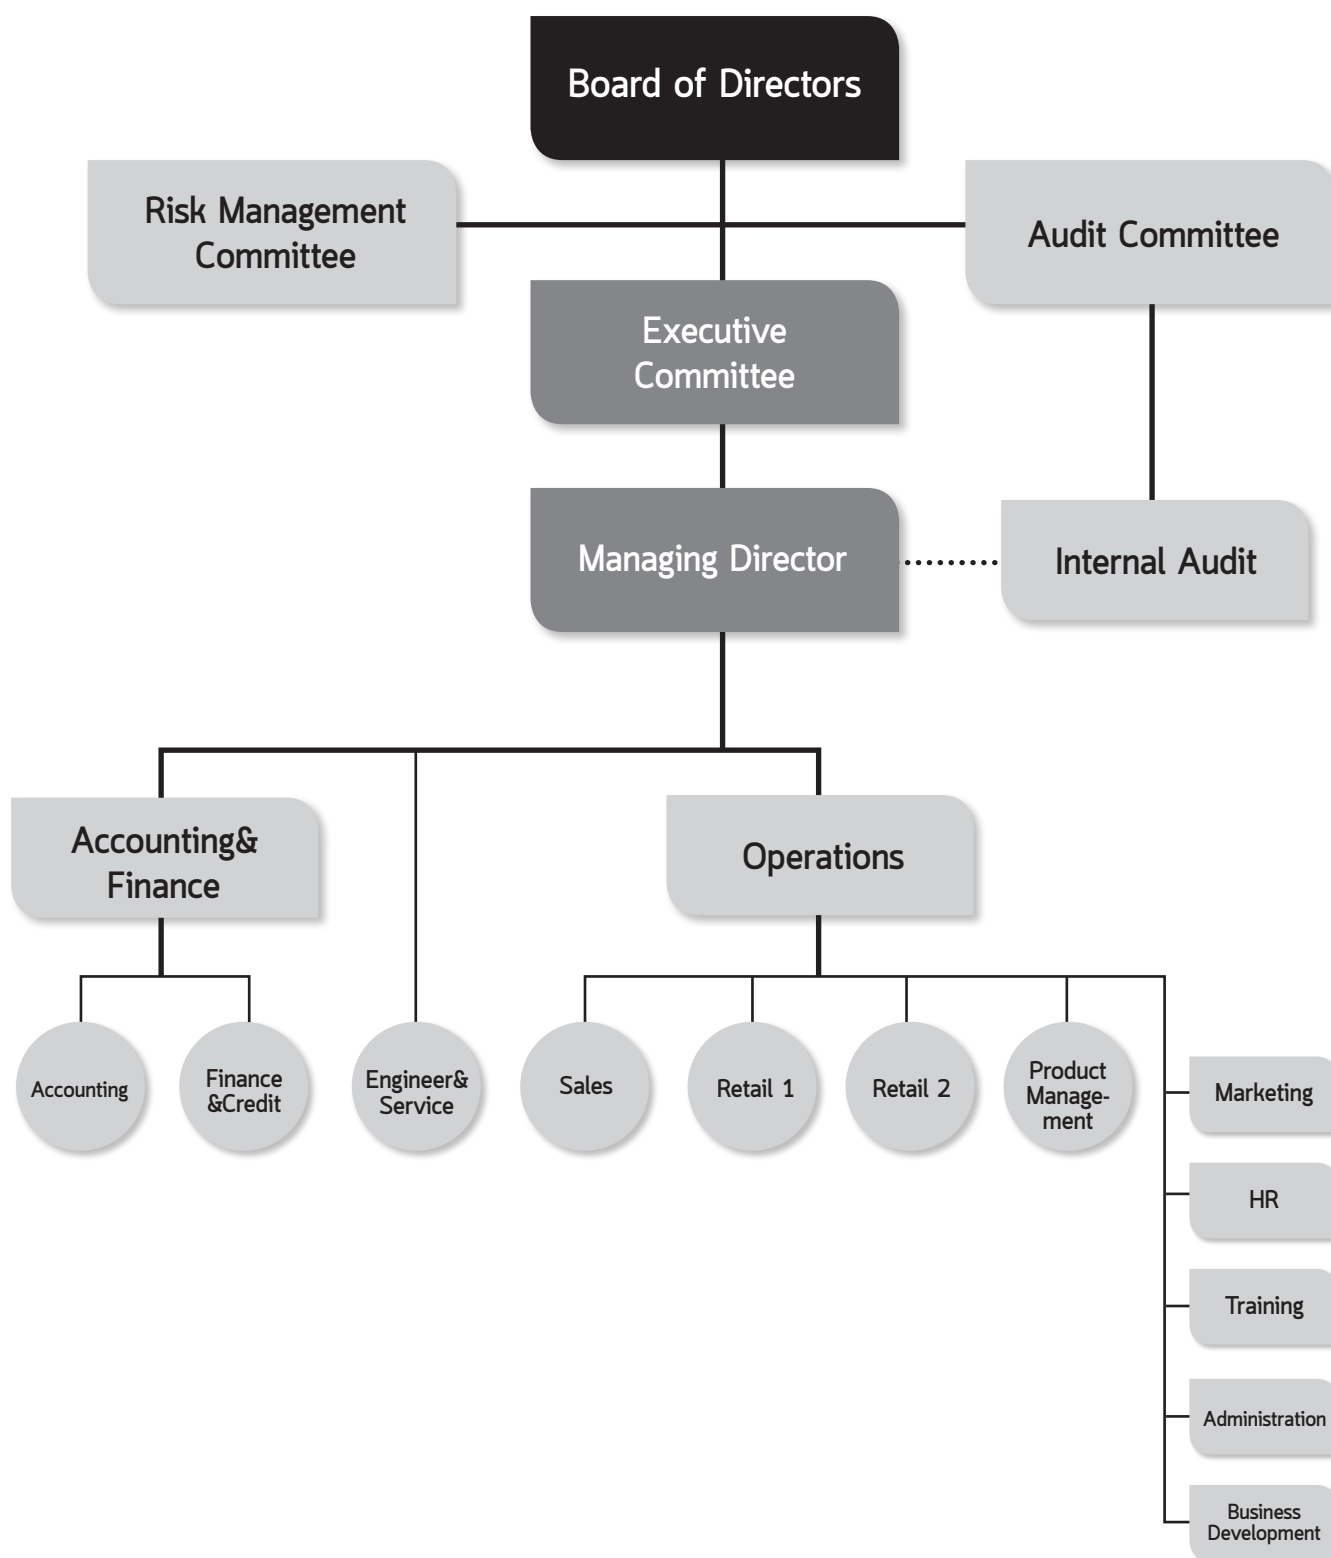 Board of Directors
Risk Management
Committee
Audit Committee
Executive
Committee
Managing Director
Internal Audit
Accounting&
Finance
Operations
Accounting
Finance
&Credit
Engineer&
Service
Sales
Retail 1
Retail 2
Product
Manage-
ment
Marketing
HR
Training
Administration
Business
Development